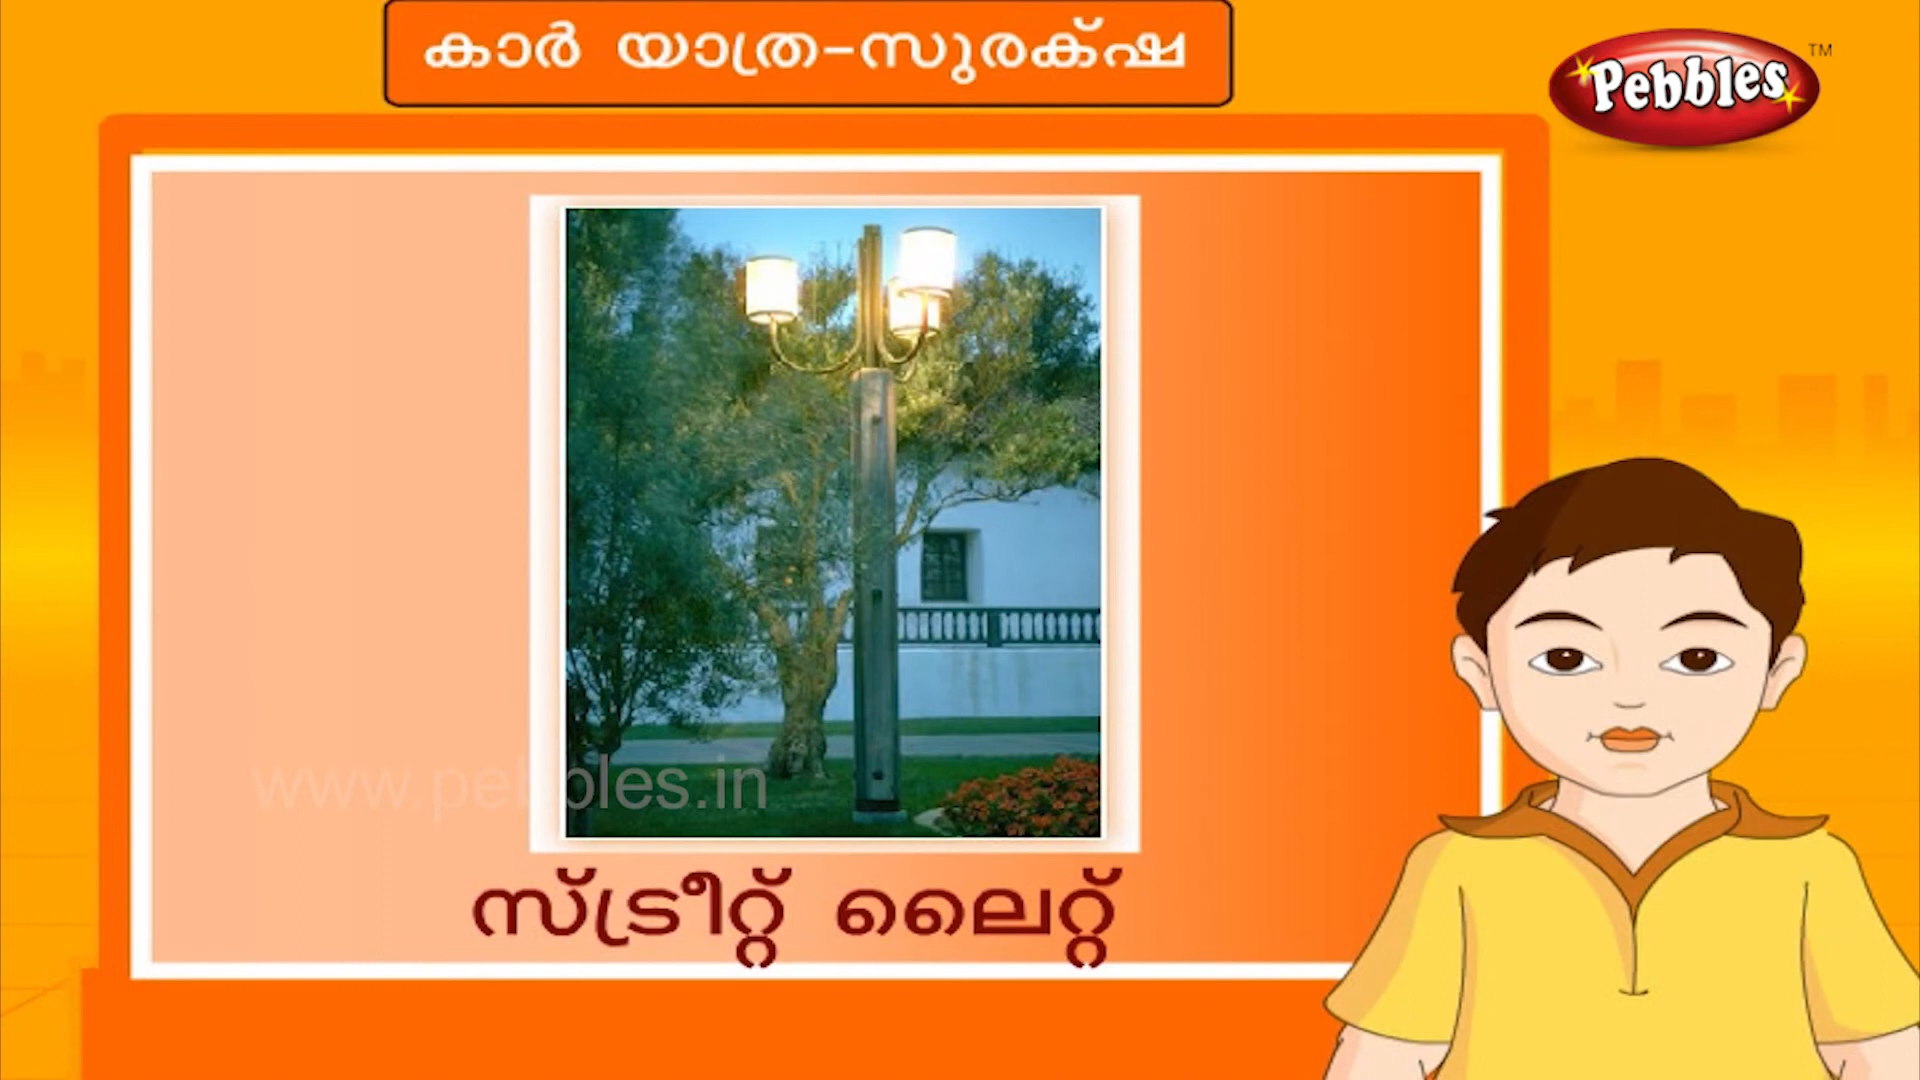 കാർ യാത്ര-സുരക്ഷ
Pebbles TM
www.pebbles.in
സ്ട്രീറ്റ് ലൈറ്റ്